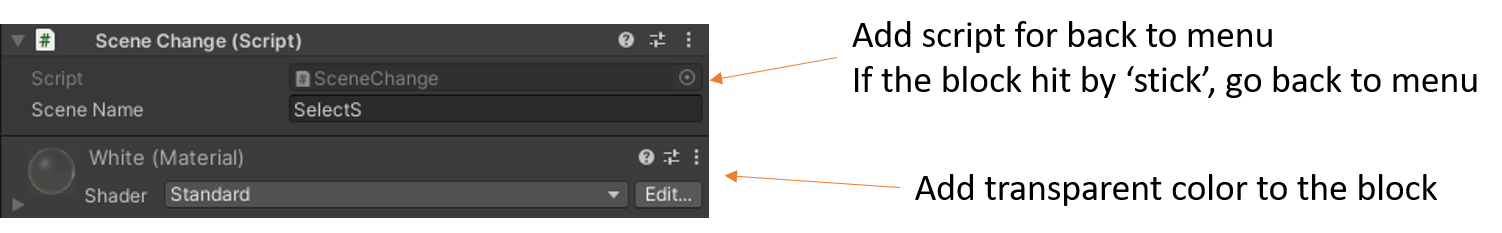 Scene Change (Script)
Script
SceneChange
Scene Name
SelectS
White (Material)
Shader
Standard
Edit...
Add script for back to menu
If the block hit by ‘stick’, go back to menu
Add transparent color to the block